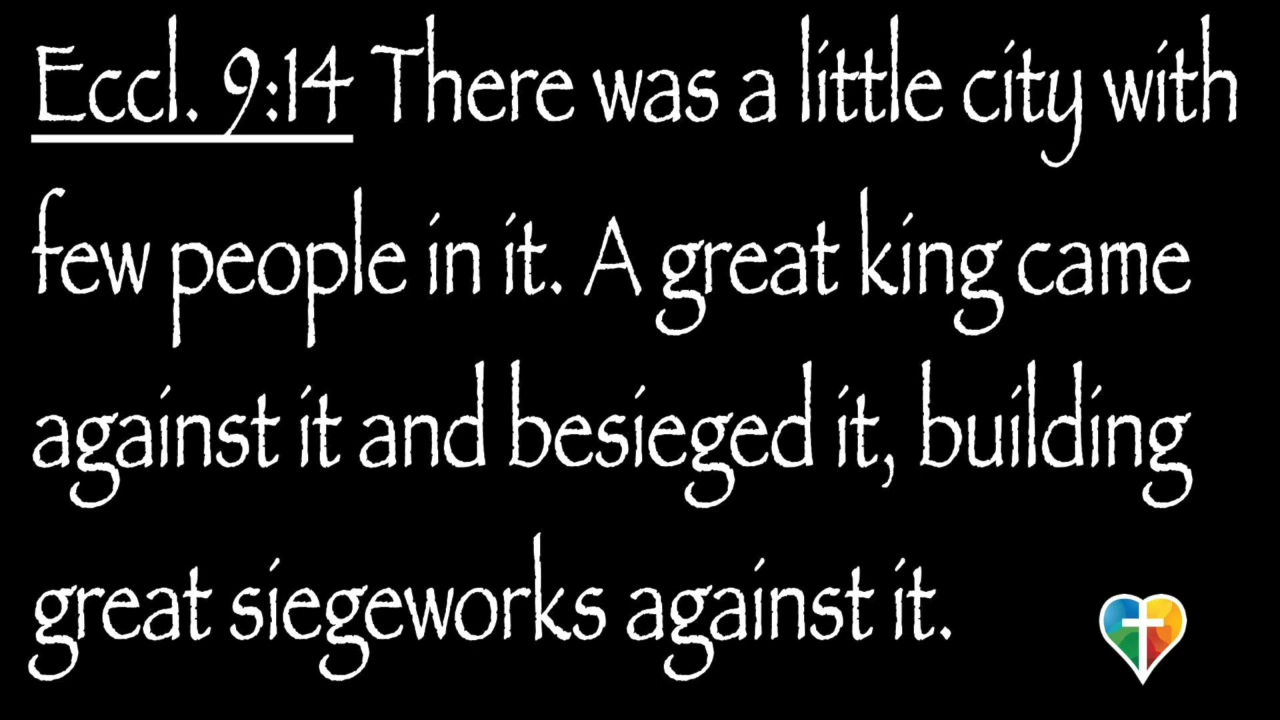 Eccl. 9:14 There was a little city with
few people in it. A great king came
against it and besieged it, building
great siegeworks against it.